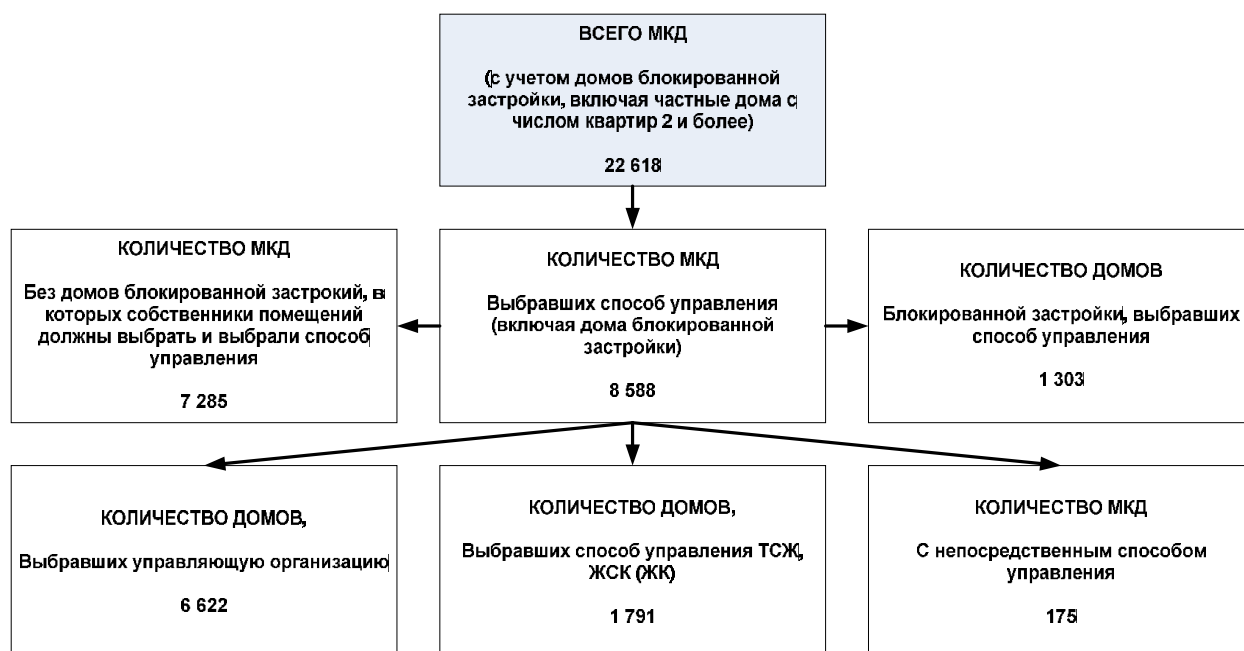 ВСЕГО МКД
(с учетом домов блокированной
застройки, включая частные дома с
числом квартир 2 и более)
22 618
КОЛИЧЕСТВО МКД
Без домов блокированной застрокий, в
которых собственники помещений
должны выбрать и выбрали способ
управления
7 285
КОЛИЧЕСТВО МКД
Выбравших способ управления
(включая дома блокированной
застройки)
8 588
КОЛИЧЕСТВО ДОМОВ
Блокированной застройки, выбравших
способ управления
1 303
КОЛИЧЕСТВО ДОМОВ,
Выбравших управляющую организацию
6 622
КОЛИЧЕСТВО ДОМОВ,
Выбравших способ управления ТСЖ,
ЖСК (ЖК)
1 791
КОЛИЧЕСТВО МКД
С непосредственным способом
управления
175